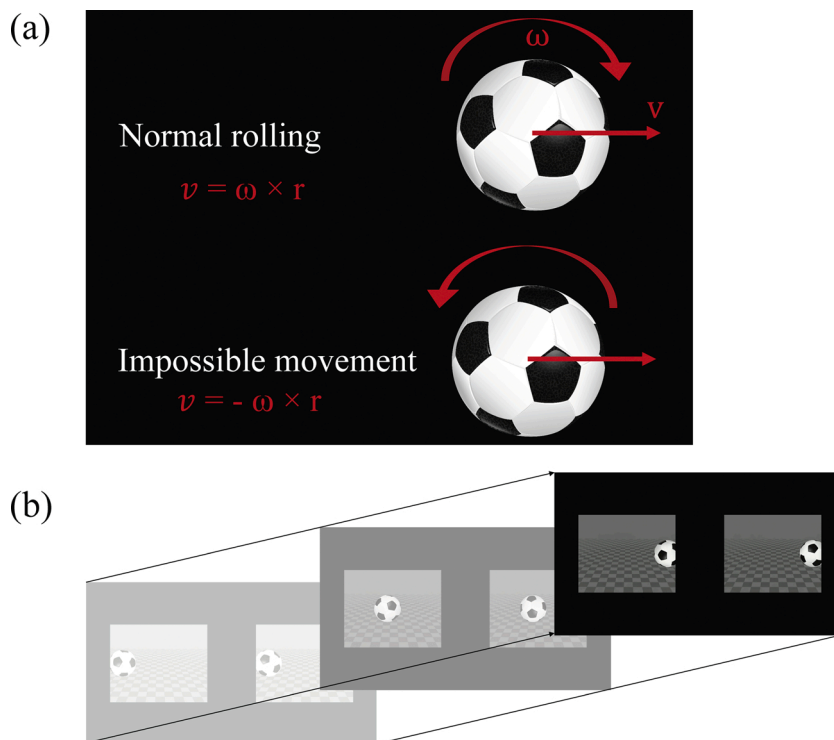 (a)
ω
v
Normal rolling
v = ω × r
Impossible movement
v = - ω × r
(b)